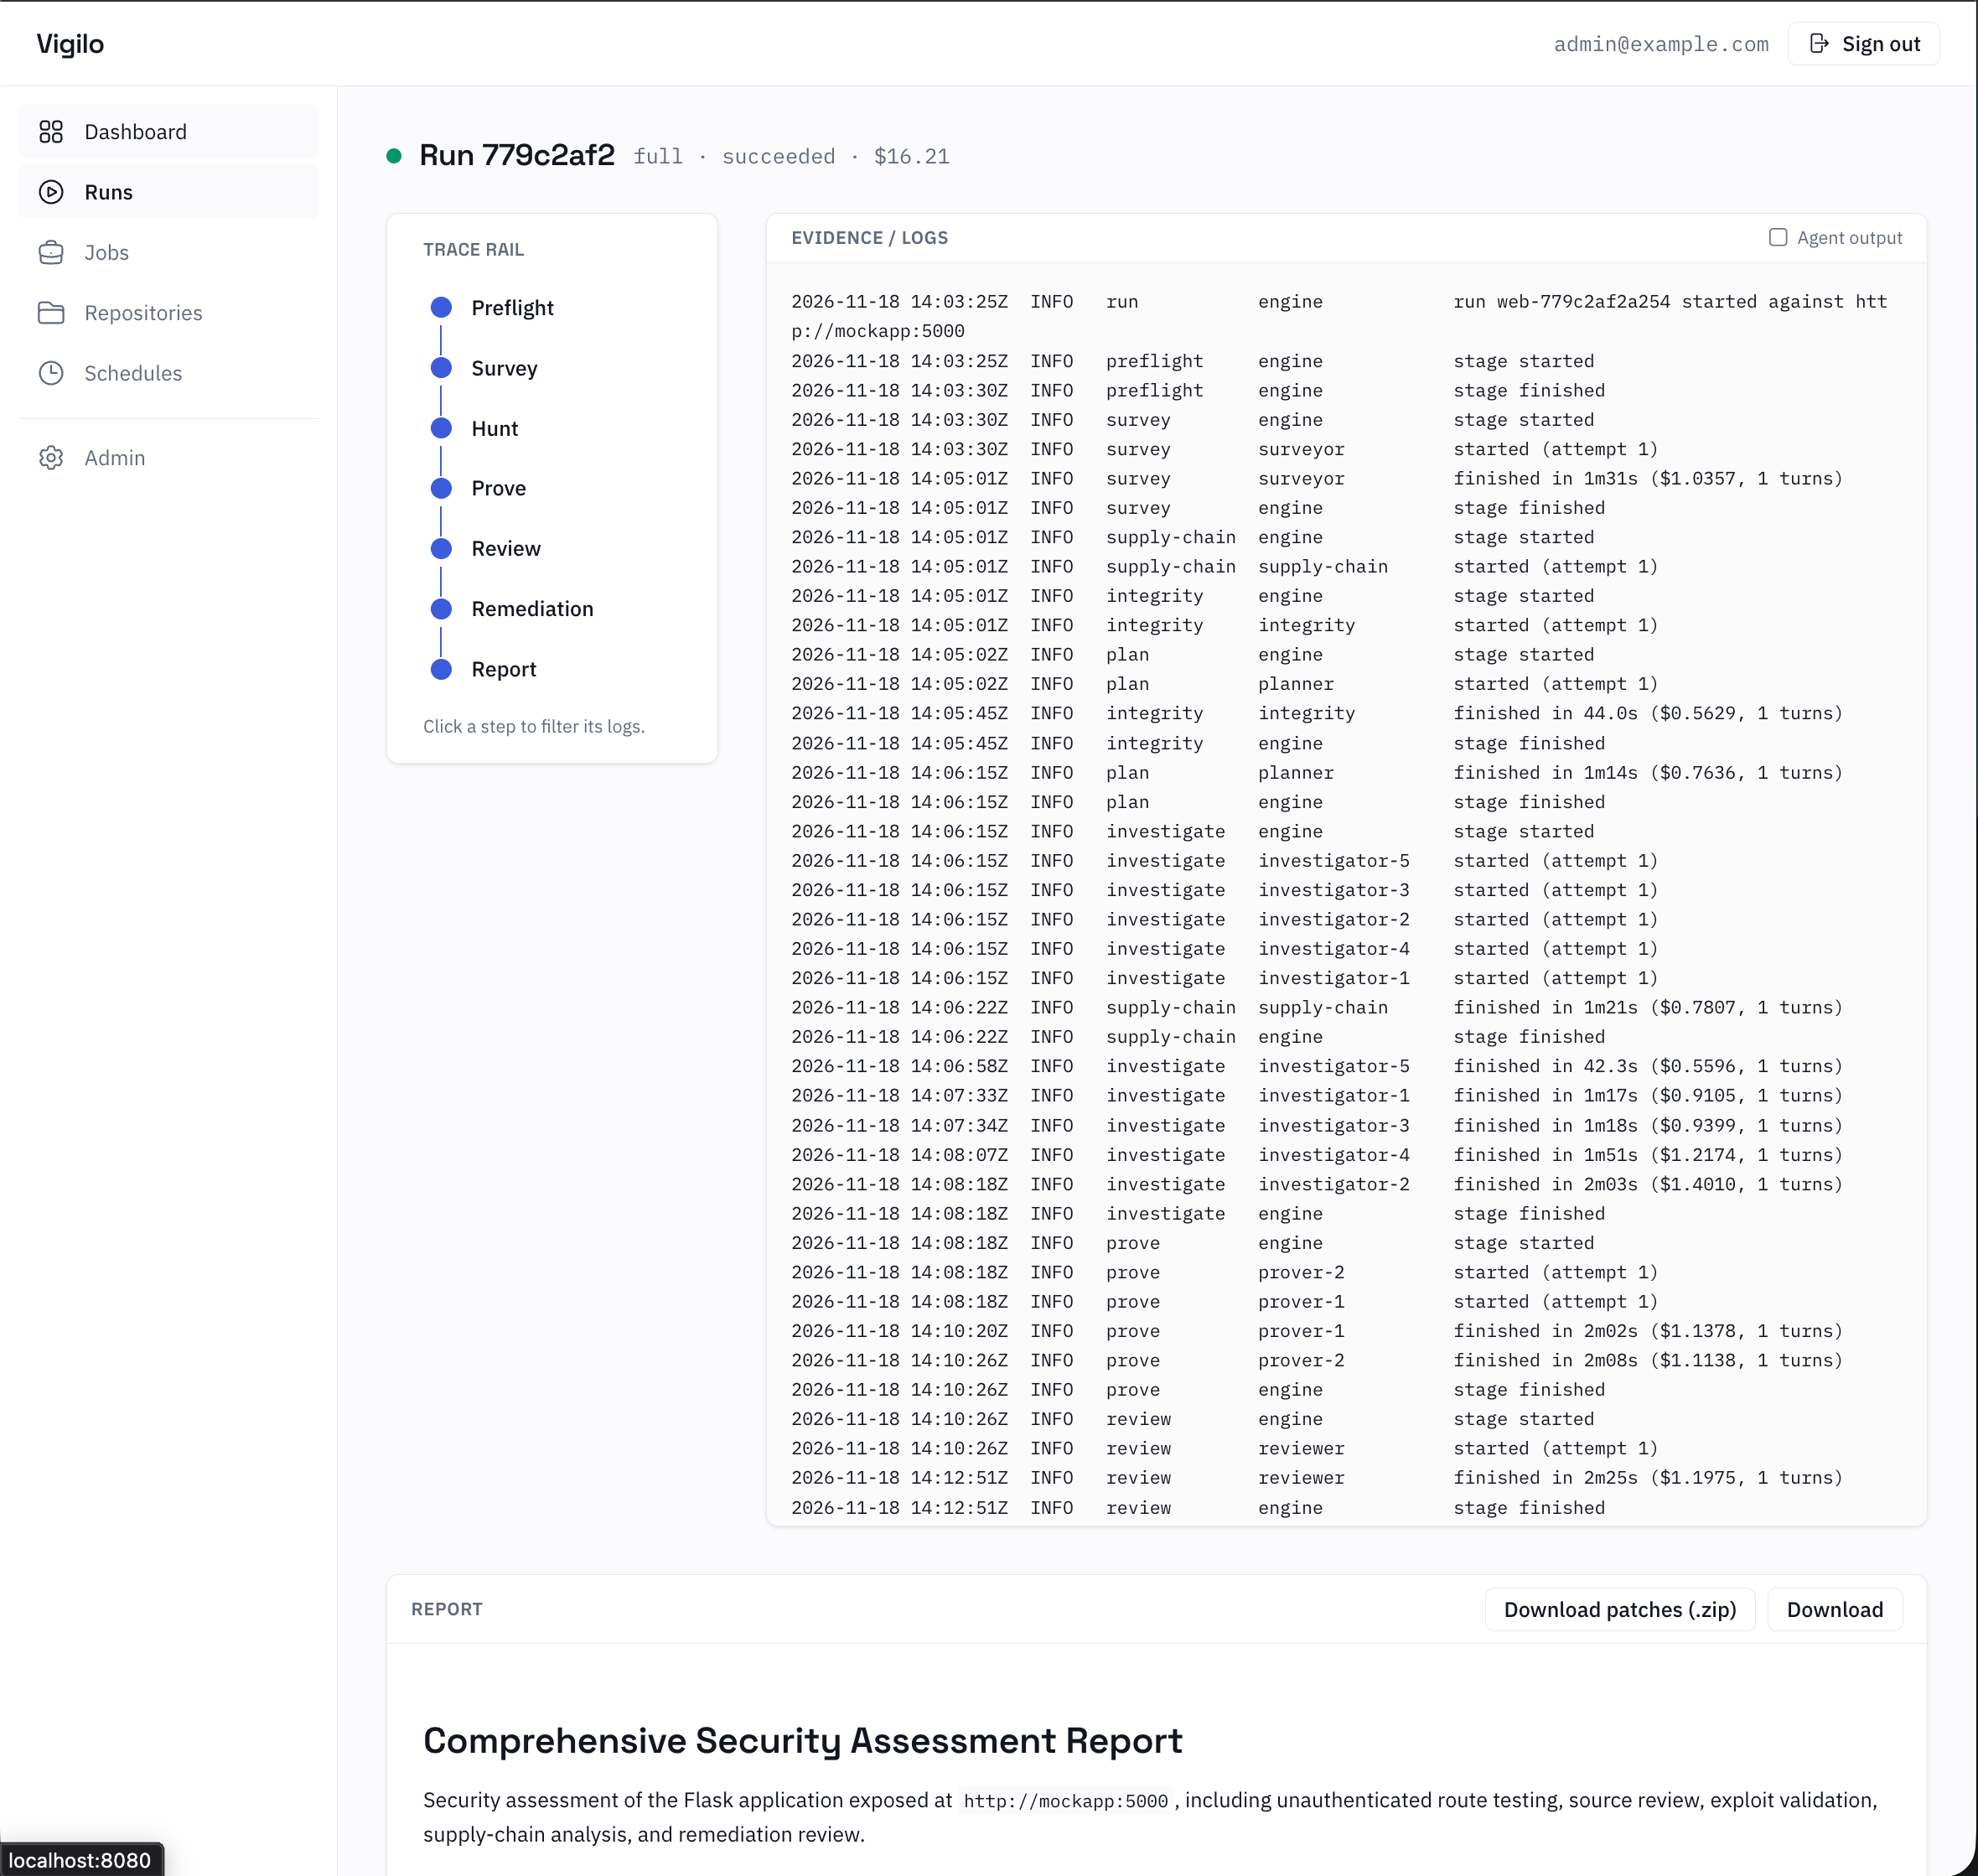 Vigilo
admin@example.com
Sign out
Dashboard
Runs
Jobs
Repositories
Schedules
Admin
Run 779c2af2 full · succeeded · $16.21
TRACE RAIL
Preflight
Survey
Hunt
Prove
Review
Remediation
Report
Click a step to filter its logs.
EVIDENCE / LOGS
Agent output
2026-11-18 14:03:25Z INFO run engine run web-779c2af2a254 started against htt
p://mockapp:5000
2026-11-18 14:03:25Z INFO preflight engine stage started
2026-11-18 14:03:30Z INFO preflight engine stage finished
2026-11-18 14:03:30Z INFO survey engine stage started
2026-11-18 14:03:30Z INFO survey surveyor started (attempt 1)
2026-11-18 14:05:01Z INFO survey surveyor finished in 1m31s ($1.0357, 1 turns)
2026-11-18 14:05:01Z INFO survey engine stage finished
2026-11-18 14:05:01Z INFO supply-chain engine stage started
2026-11-18 14:05:01Z INFO supply-chain supply-chain started (attempt 1)
2026-11-18 14:05:01Z INFO integrity engine stage started
2026-11-18 14:05:01Z INFO integrity integrity started (attempt 1)
2026-11-18 14:05:02Z INFO plan engine stage started
2026-11-18 14:05:02Z INFO plan planner started (attempt 1)
2026-11-18 14:05:45Z INFO integrity integrity finished in 44.0s ($0.5629, 1 turns)
2026-11-18 14:05:45Z INFO integrity engine stage finished
2026-11-18 14:06:15Z INFO plan planner finished in 1m14s ($0.7636, 1 turns)
2026-11-18 14:06:15Z INFO plan engine stage finished
2026-11-18 14:06:15Z INFO investigate engine stage started
2026-11-18 14:06:15Z INFO investigate investigator-5 started (attempt 1)
2026-11-18 14:06:15Z INFO investigate investigator-3 started (attempt 1)
2026-11-18 14:06:15Z INFO investigate investigator-2 started (attempt 1)
2026-11-18 14:06:15Z INFO investigate investigator-4 started (attempt 1)
2026-11-18 14:06:15Z INFO investigate investigator-1 started (attempt 1)
2026-11-18 14:06:22Z INFO supply-chain supply-chain finished in 1m21s ($0.7807, 1 turns)
2026-11-18 14:06:22Z INFO supply-chain engine stage finished
2026-11-18 14:06:58Z INFO investigate investigator-5 finished in 42.3s ($0.5596, 1 turns)
2026-11-18 14:07:33Z INFO investigate investigator-1 finished in 1m17s ($0.9105, 1 turns)
2026-11-18 14:07:34Z INFO investigate investigator-3 finished in 1m18s ($0.9399, 1 turns)
2026-11-18 14:08:07Z INFO investigate investigator-4 finished in 1m51s ($1.2174, 1 turns)
2026-11-18 14:08:18Z INFO investigate investigator-2 finished in 2m03s ($1.4010, 1 turns)
2026-11-18 14:08:18Z INFO investigate engine stage finished
2026-11-18 14:08:18Z INFO prove engine stage started
2026-11-18 14:08:18Z INFO prove prover-2 started (attempt 1)
2026-11-18 14:08:18Z INFO prove prover-1 started (attempt 1)
2026-11-18 14:10:20Z INFO prove prover-1 finished in 2m02s ($1.1378, 1 turns)
2026-11-18 14:10:26Z INFO prove prover-2 finished in 2m08s ($1.1138, 1 turns)
2026-11-18 14:10:26Z INFO prove engine stage finished
2026-11-18 14:10:26Z INFO review engine stage started
2026-11-18 14:10:26Z INFO review reviewer started (attempt 1)
2026-11-18 14:12:51Z INFO review reviewer finished in 2m25s ($1.1975, 1 turns)
2026-11-18 14:12:51Z INFO review engine stage finished
REPORT
Download patches (.zip)
Download
Comprehensive Security Assessment Report
Security assessment of the Flask application exposed at http://mockapp:5000 , including unauthenticated route testing, source review, exploit validation,
supply-chain analysis, and remediation review.
localhost:8080